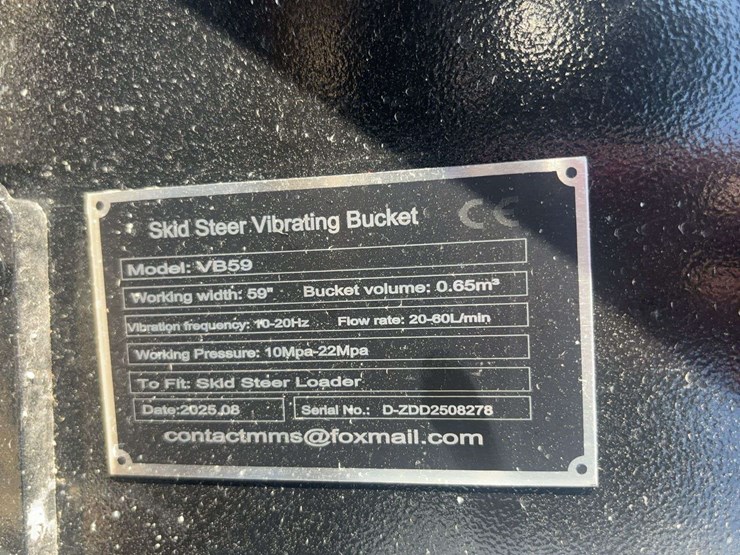 Skid Steer Vibrating Bucket CE
Model: VB59
Working width: 59" Bucket volume: 0.65m³
Vibration frequency: 10-20Hz Flow rate: 20-60L/min
Working Pressure: 10Mpa-22Mpa
To Fit: Skid Steer Loader
Date:2025.08 Serial No.: D-ZDD2508278
contactmms@foxmail.com